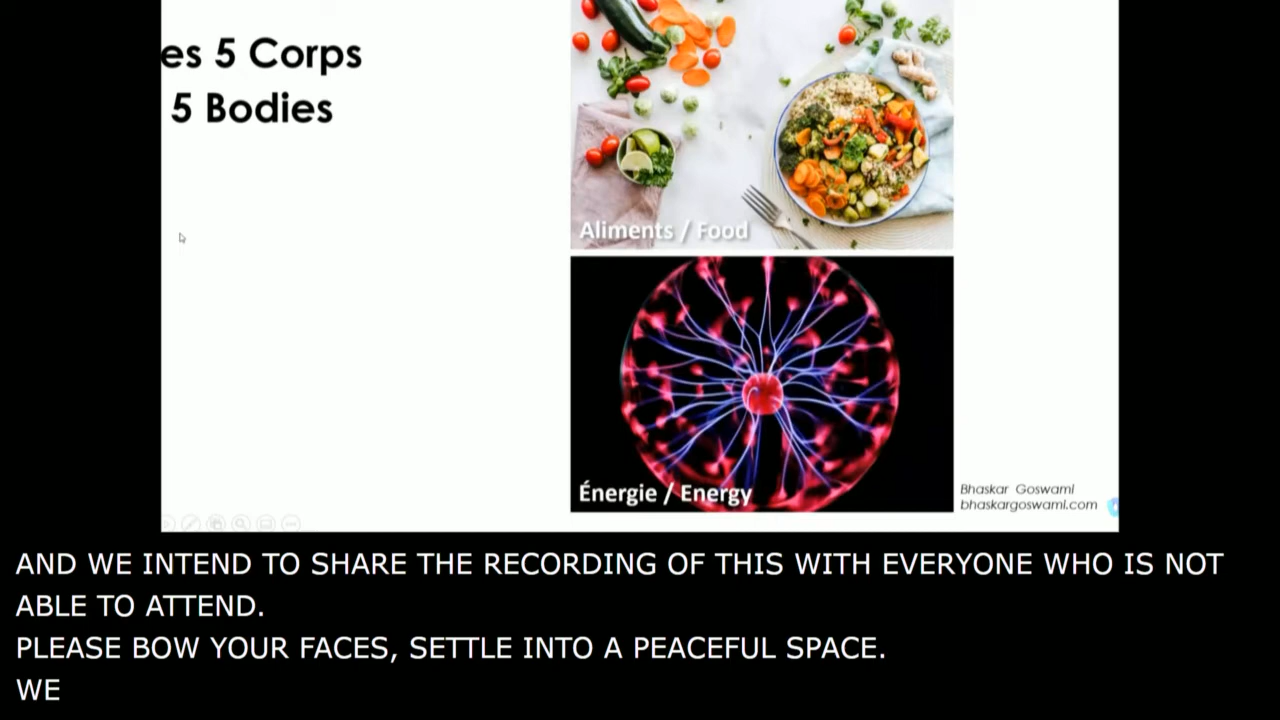 es 5 Corps
5 Bodies
Aliments / Food
Énergie / Energy
Bhaskar Goswami
bhaskargoswami.com
AND WE INTEND TO SHARE THE RECORDING OF THIS WITH EVERYONE WHO IS NOT
ABLE TO ATTEND.
PLEASE BOW YOUR FACES, SETTLE INTO A PEACEFUL SPACE.
WE